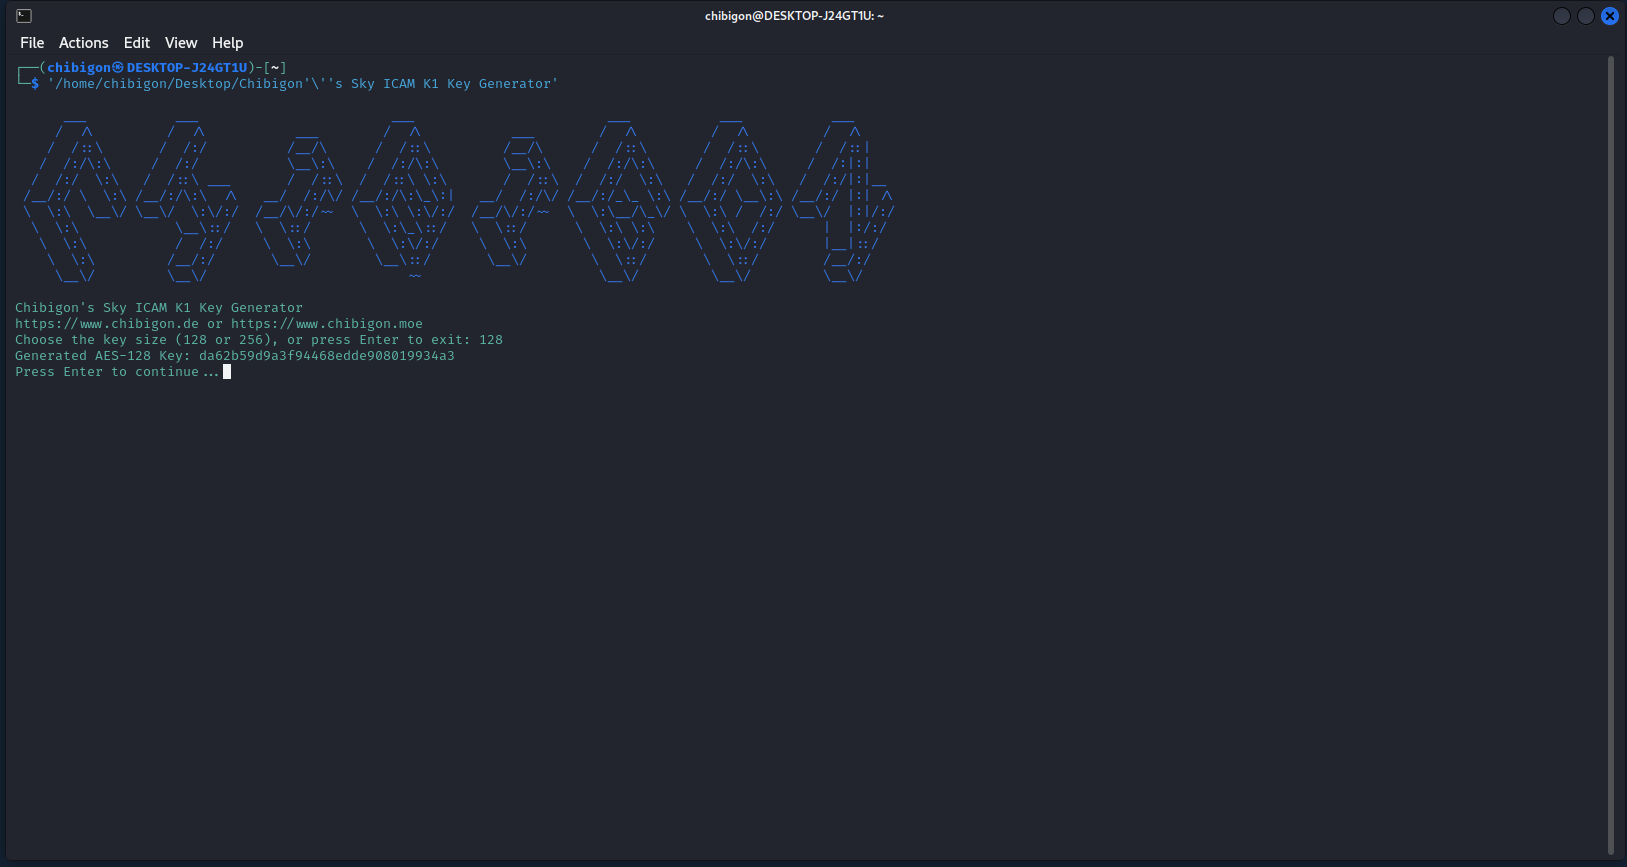 chibigon@DESKTOP-J24GT1U: ~
File Actions Edit View Help
┌──(chibigon㉿DESKTOP-J24GT1U)-[~]
└─$ '/home/chibigon/Desktop/Chibigon'\''s Sky ICAM K1 Key Generator'
Chibigon's Sky ICAM K1 Key Generator
https://www.chibigon.de or https://www.chibigon.moe
Choose the key size (128 or 256), or press Enter to exit: 128
Generated AES-128 Key: da62b59d9a3f94468edde908019934a3
Press Enter to continue...